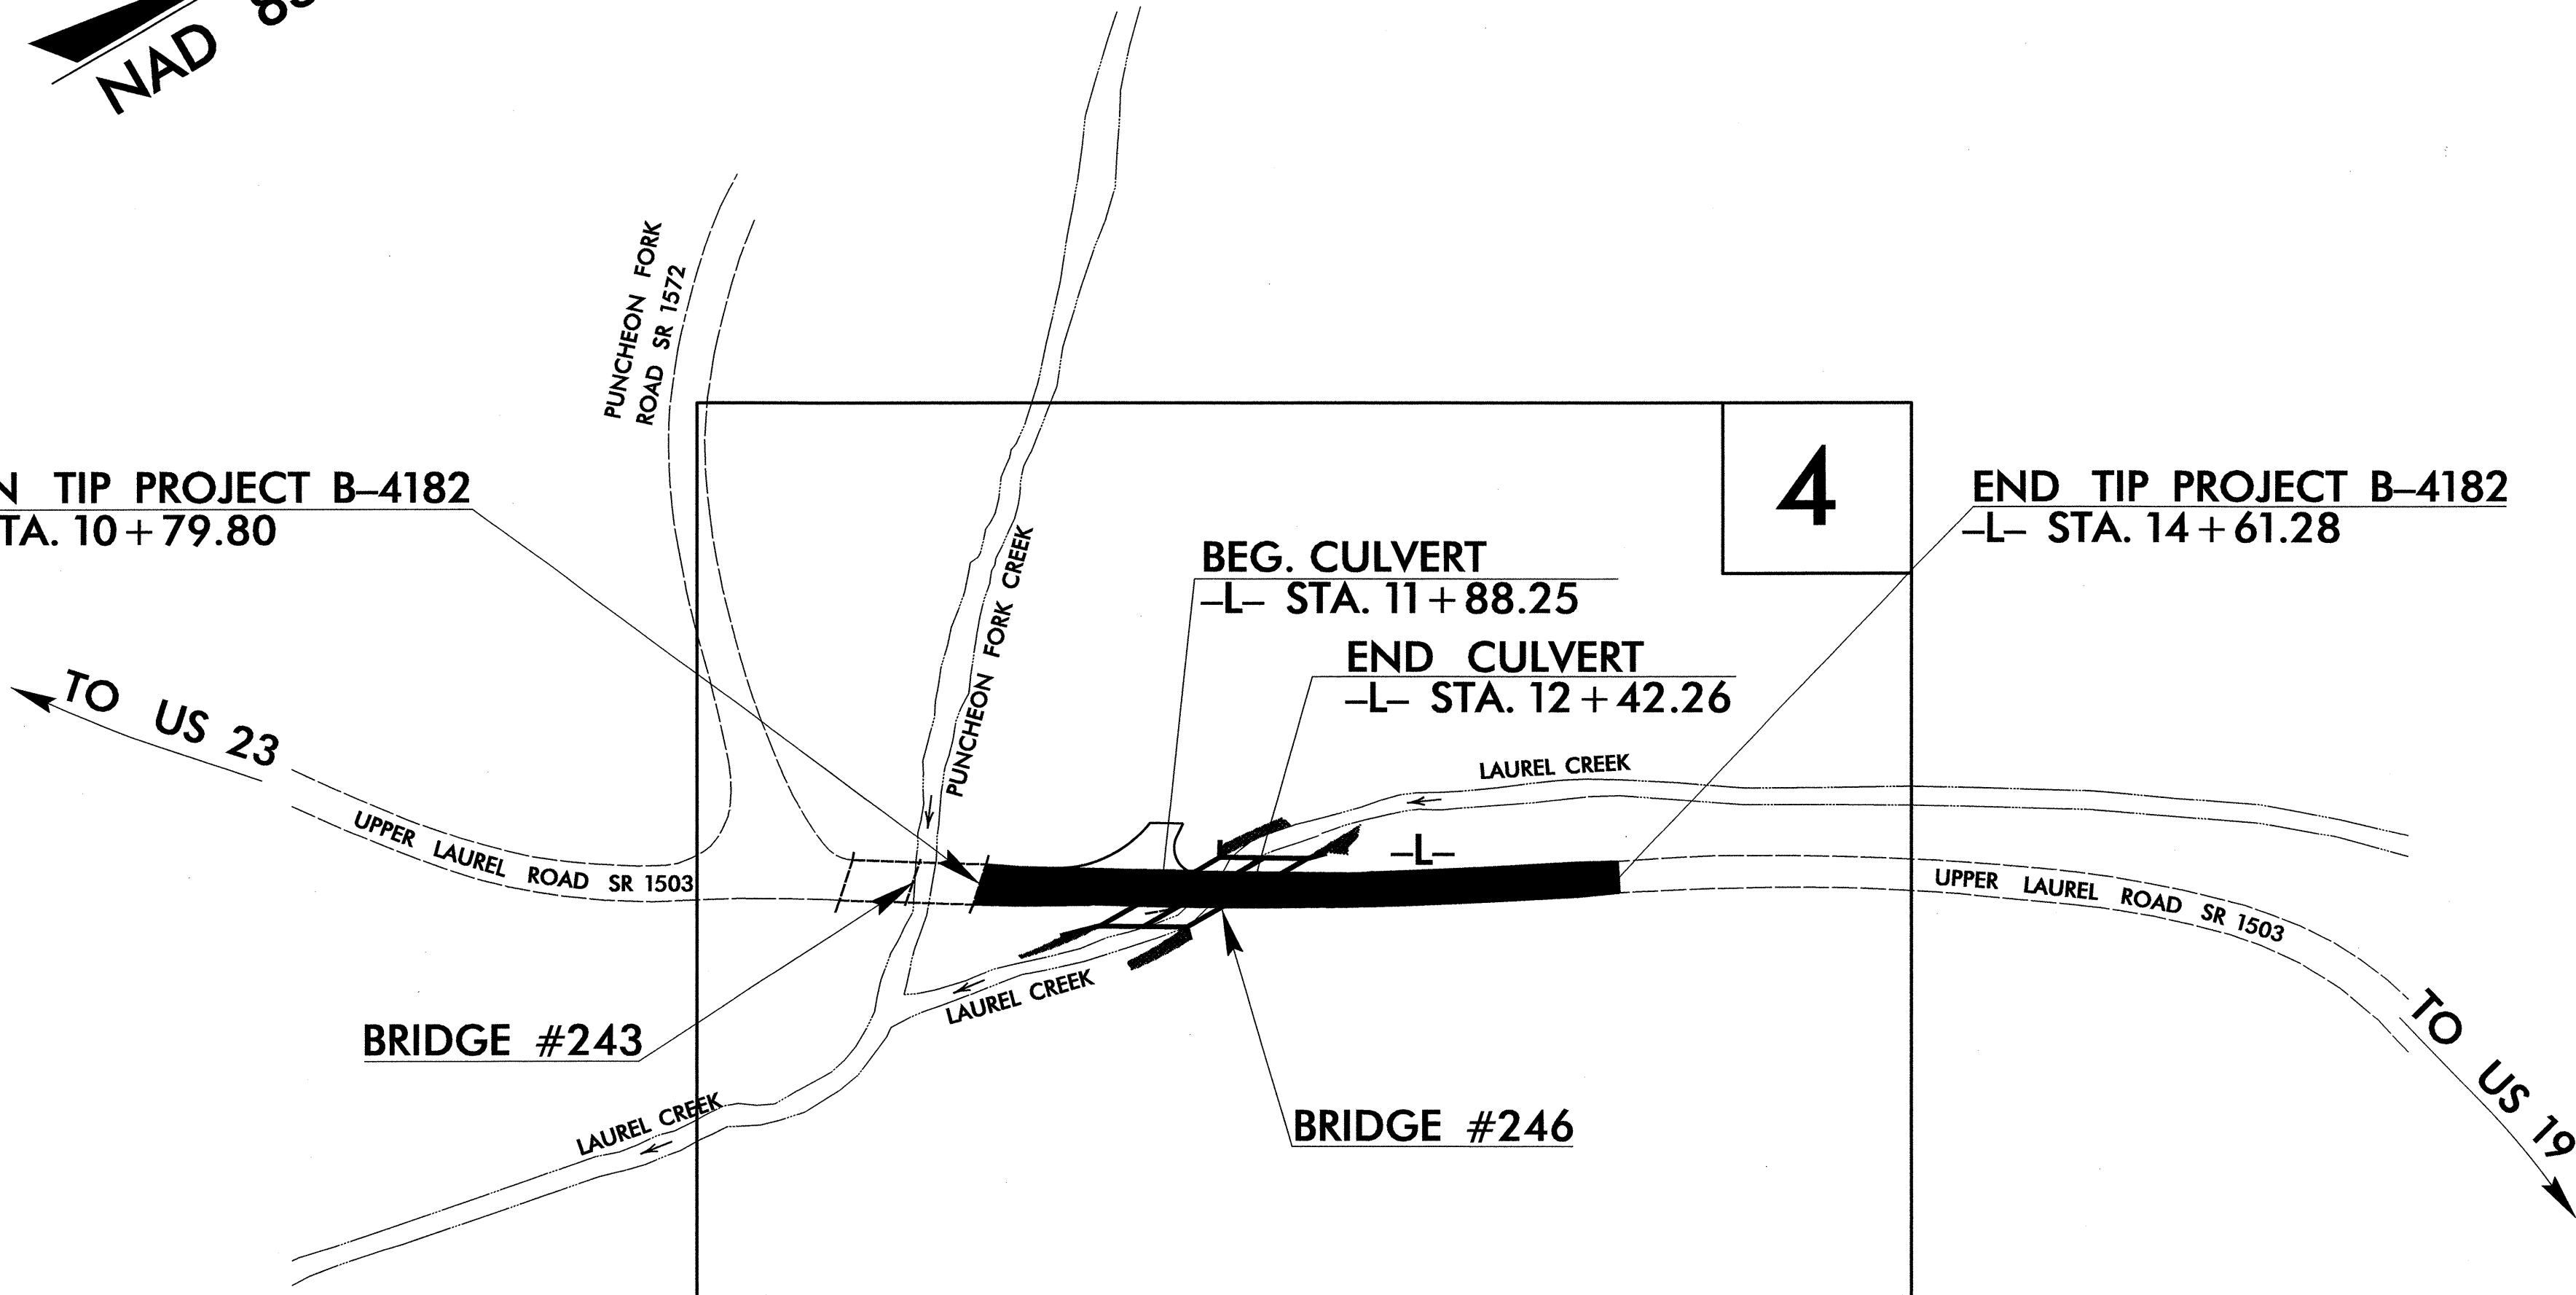 NAD 83
PUNCHEON FORK
ROAD SR 1572
TIP PROJECT B–4182
10+79.80
4
END TIP PROJECT B–4182
–L– STA. 14+61.28
BEG. CULVERT
–L– STA. 11+88.25
END CULVERT
–L– STA. 12+42.26
PUNCHEON FORK CREEK
TO US 23
LAUREL CREEK
–L–
UPPER LAUREL ROAD SR 1503
UPPER LAUREL ROAD SR 1503
LAUREL CREEK
BRIDGE #243
TO US 19
LAUREL CREEK
BRIDGE #246